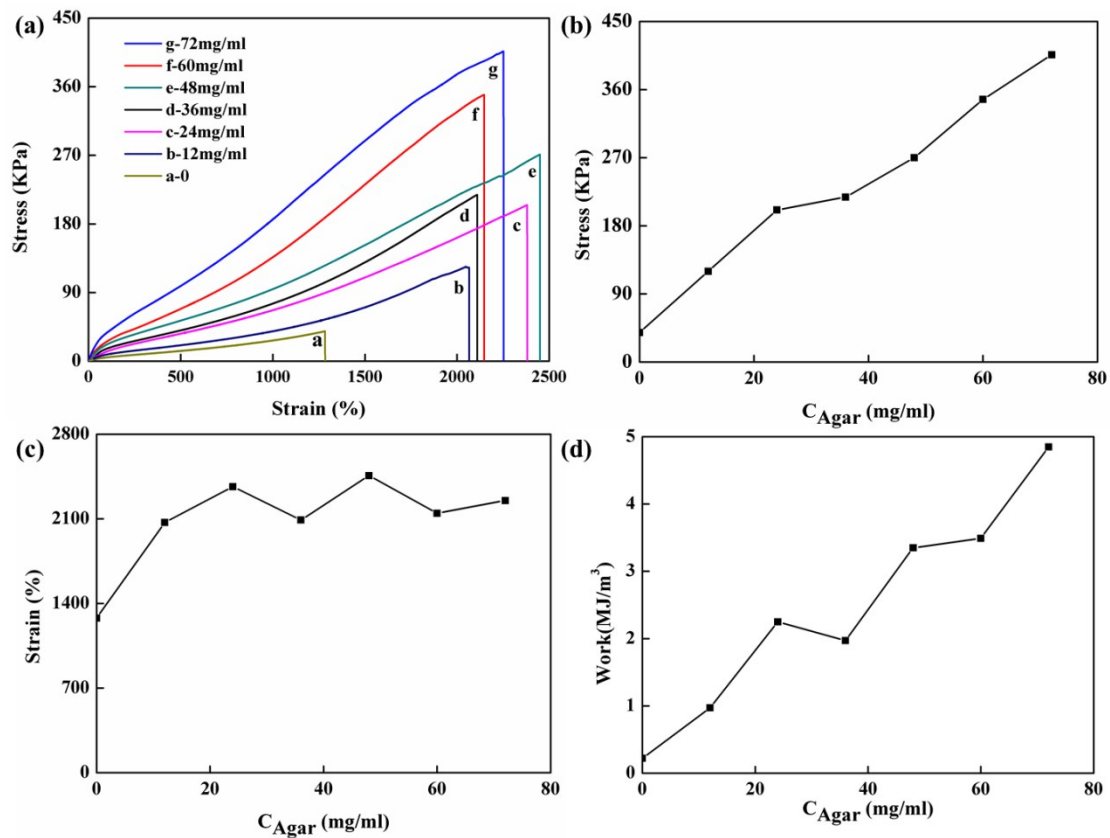 (a)
450
360
270
180
90
0
Stress (KPa)
g-72mg/ml
f-60mg/ml
e-48mg/ml
d-36mg/ml
c-24mg/ml
b-12mg/ml
a-0
g
f
e
d
c
b
a
0 500 1000 1500 2000 2500
Strain (%)
(b)
450
360
270
180
90
0
Stress (KPa)
0 20 40 60 80
C_Agar (mg/ml)
(c)
2800
2100
1400
700
0
Strain (%)
0 20 40 60 80
C_Agar (mg/ml)
(d)
5
4
3
2
1
0
Work(MJ/m³)
0 20 40 60 80
C_Agar (mg/ml)